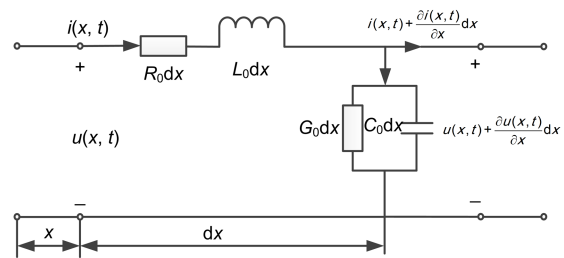 i(x, t)
i(x,t)+∂i(x,t)/∂x dx
+
R₀dx
L₀dx
+
G₀dx
C₀dx
u(x, t)
u(x,t)+∂u(x,t)/∂x dx
−
−
x
dx